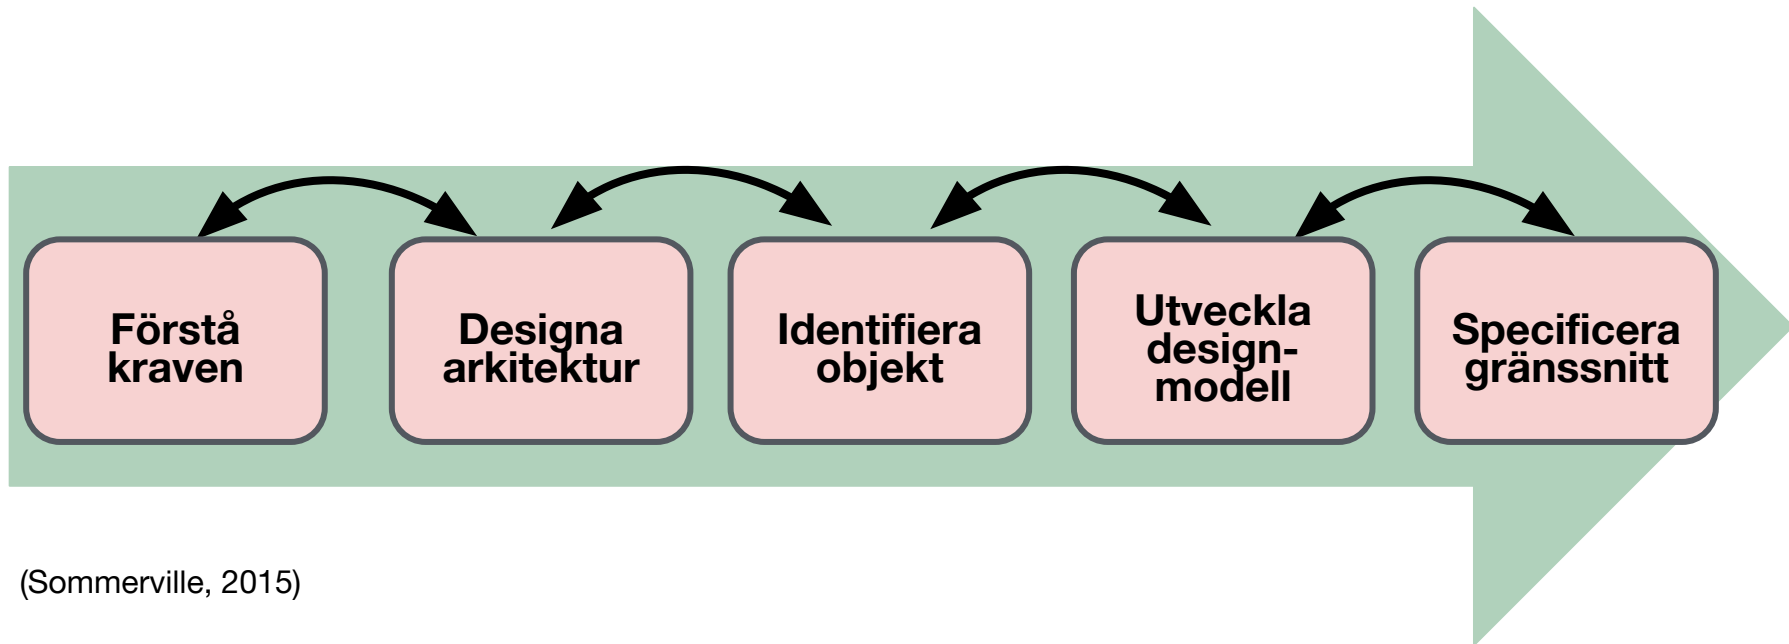 Förstå
kraven
Designa
arkitektur
Identifiera
objekt
Utveckla
design-
modell
Specificera
gränssnitt
(Sommerville, 2015)